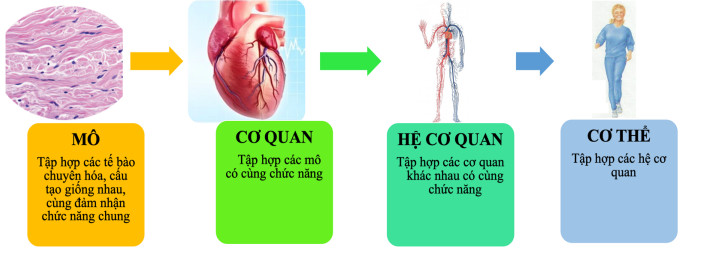 MÔ
Tập hợp các tế bào
chuyên hóa, cấu
tạo giống nhau,
cùng đảm nhận
chức năng chung
CƠ QUAN
Tập hợp các mô
có cùng chức năng
HỆ CƠ QUAN
Tập hợp các cơ quan
khác nhau có cùng
chức năng
CƠ THỂ
Tập hợp các hệ cơ
quan